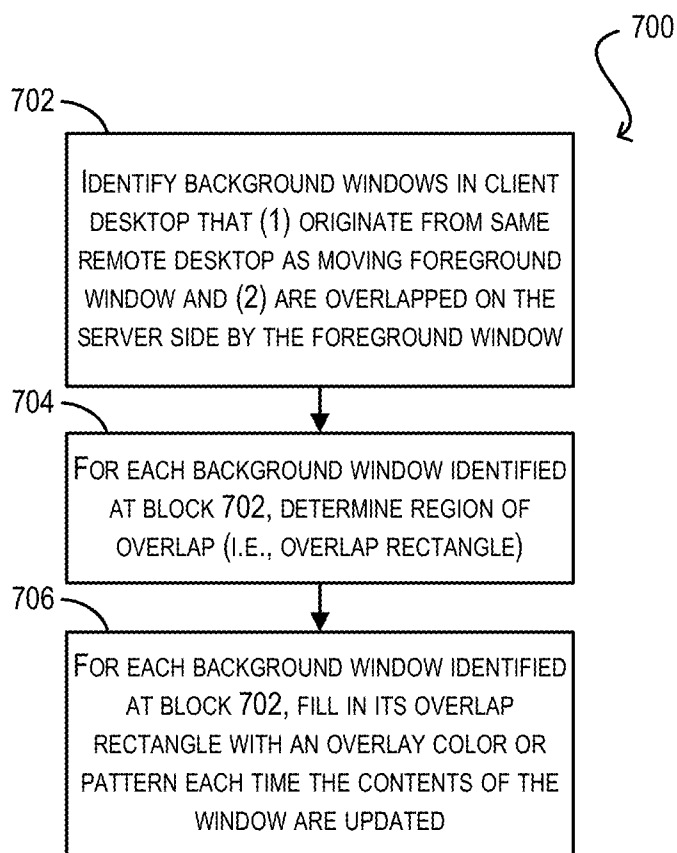 700
702
IDENTIFY BACKGROUND WINDOWS IN CLIENT
DESKTOP THAT (1) ORIGINATE FROM SAME
REMOTE DESKTOP AS MOVING FOREGROUND
WINDOW AND (2) ARE OVERLAPPED ON THE
SERVER SIDE BY THE FOREGROUND WINDOW
704
FOR EACH BACKGROUND WINDOW IDENTIFIED
AT BLOCK 702, DETERMINE REGION OF
OVERLAP (I.E., OVERLAP RECTANGLE)
706
FOR EACH BACKGROUND WINDOW IDENTIFIED
AT BLOCK 702, FILL IN ITS OVERLAP
RECTANGLE WITH AN OVERLAY COLOR OR
PATTERN EACH TIME THE CONTENTS OF THE
WINDOW ARE UPDATED